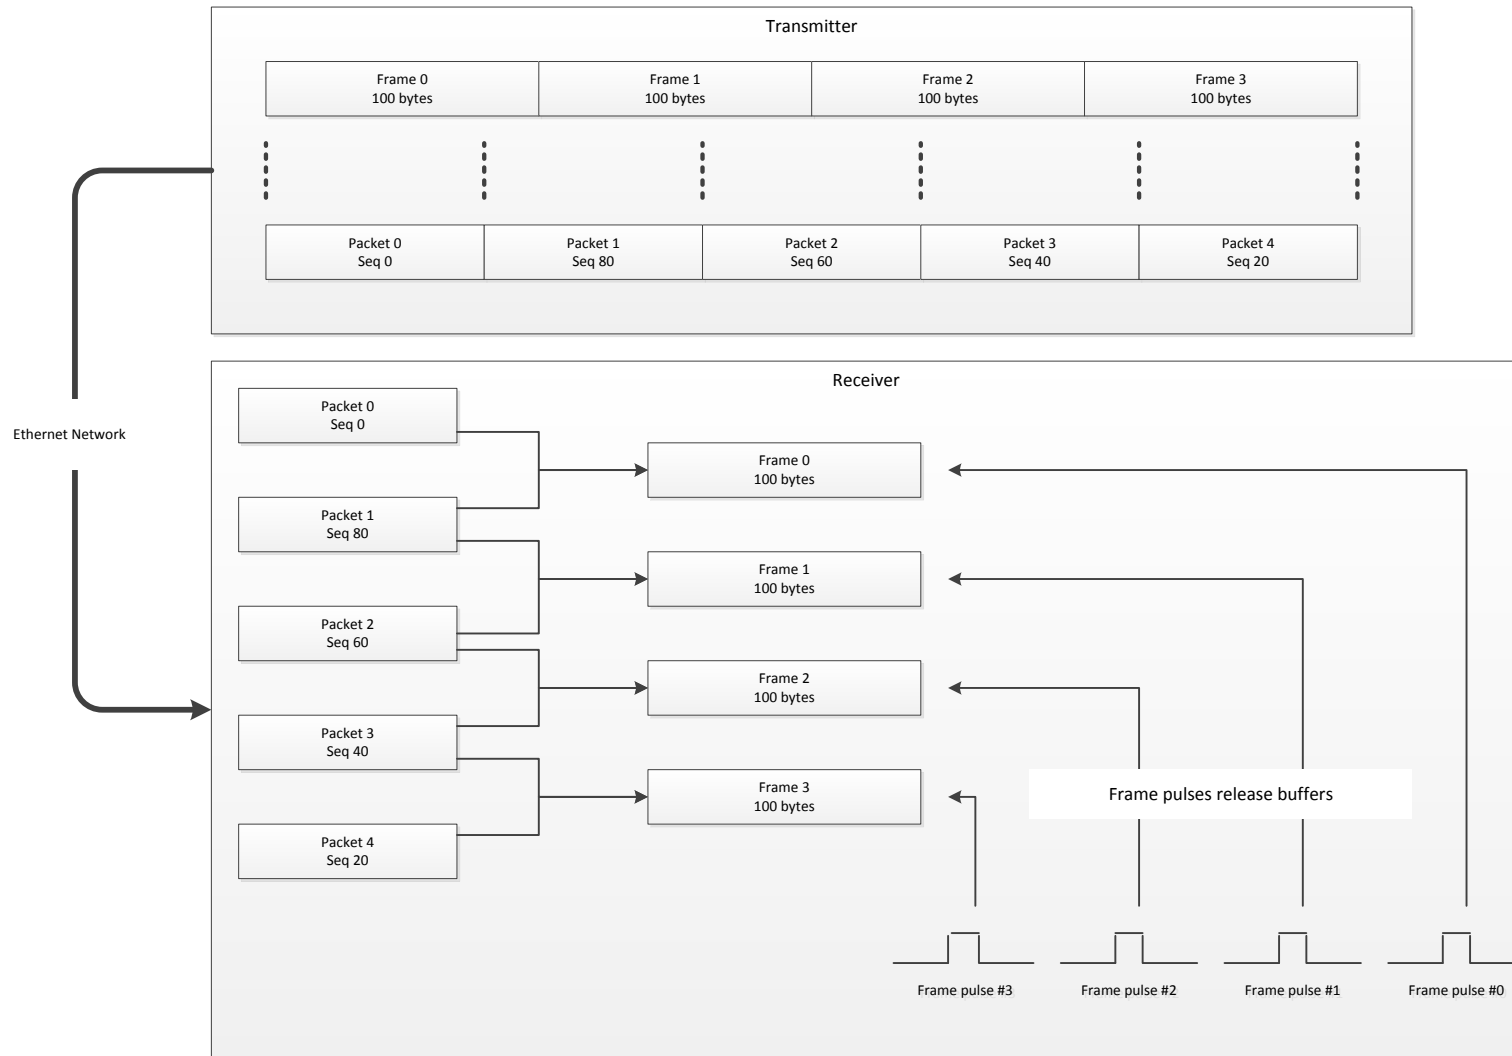 Transmitter
Frame 0
100 bytes
Frame 1
100 bytes
Frame 2
100 bytes
Frame 3
100 bytes
Packet 0
Seq 0
Packet 1
Seq 80
Packet 2
Seq 60
Packet 3
Seq 40
Packet 4
Seq 20
Ethernet Network
Receiver
Packet 0
Seq 0
Packet 1
Seq 80
Packet 2
Seq 60
Packet 3
Seq 40
Packet 4
Seq 20
Frame 0
100 bytes
Frame 1
100 bytes
Frame 2
100 bytes
Frame 3
100 bytes
Frame pulses release buffers
Frame pulse #3
Frame pulse #2
Frame pulse #1
Frame pulse #0